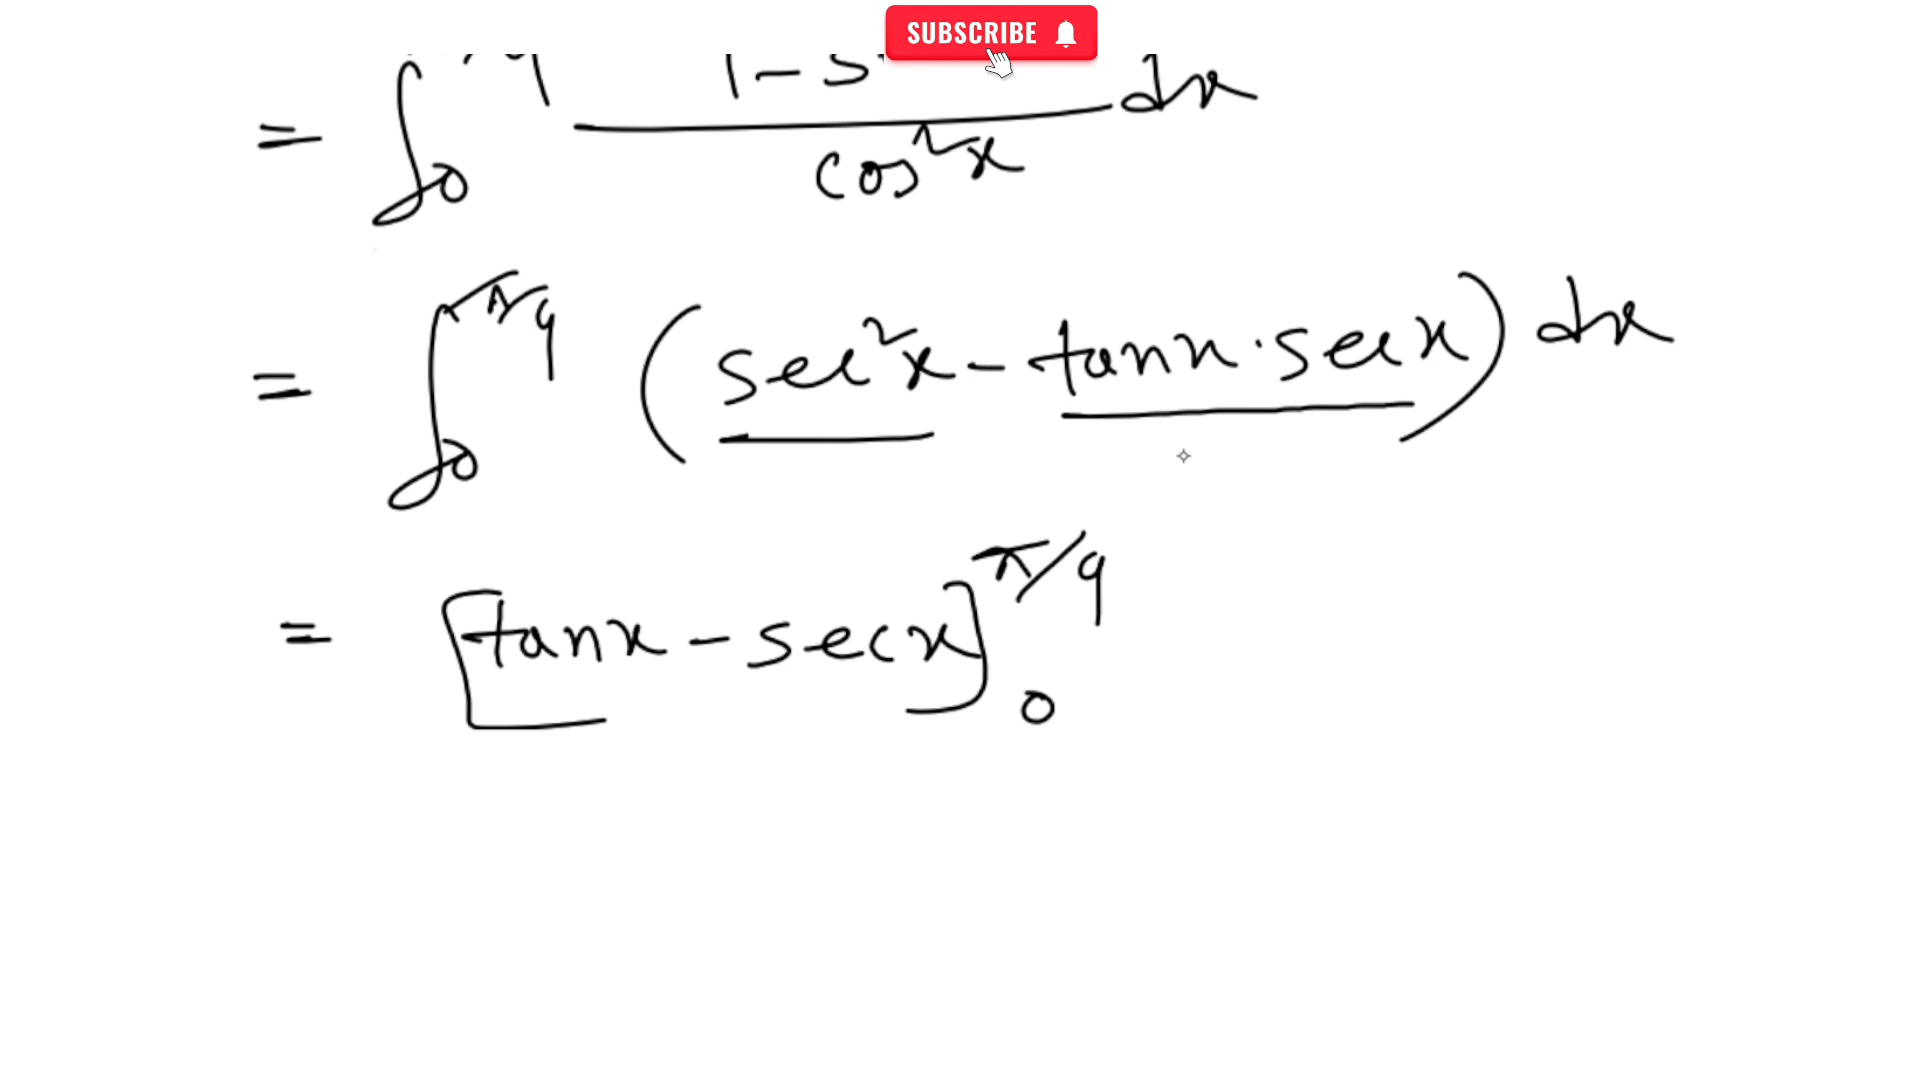 SUBSCRIBE
= ∫₀ 1 - s dx
cos²x
= ∫₀^π/4 (sec²x - tanx · secx) dx
= [tanx - secx]₀^π/4